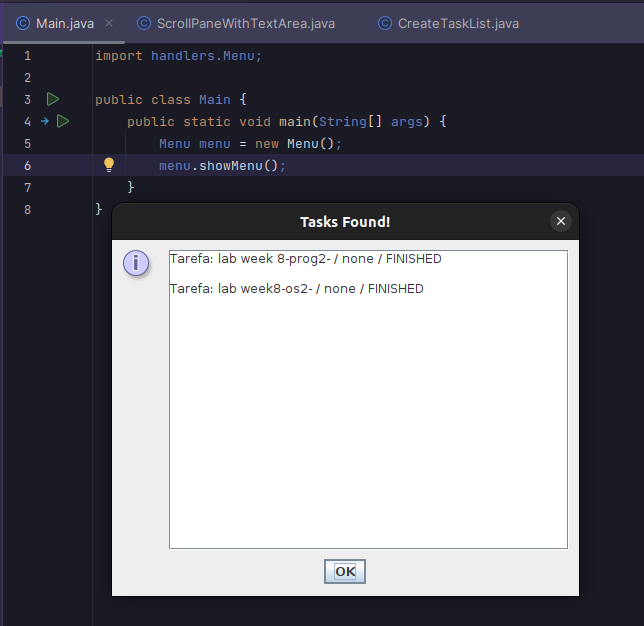 Main.java ScrollPaneWithTextArea.java CreateTaskList.java
1 import handlers.Menu;
2
3 public class Main {
4 public static void main(String[] args) {
5 Menu menu = new Menu();
6 menu.showMenu();
7 }
8 }
Tasks Found!
Tarefa: lab week 8-prog2- / none / FINISHED
Tarefa: lab week8-os2- / none / FINISHED
OK